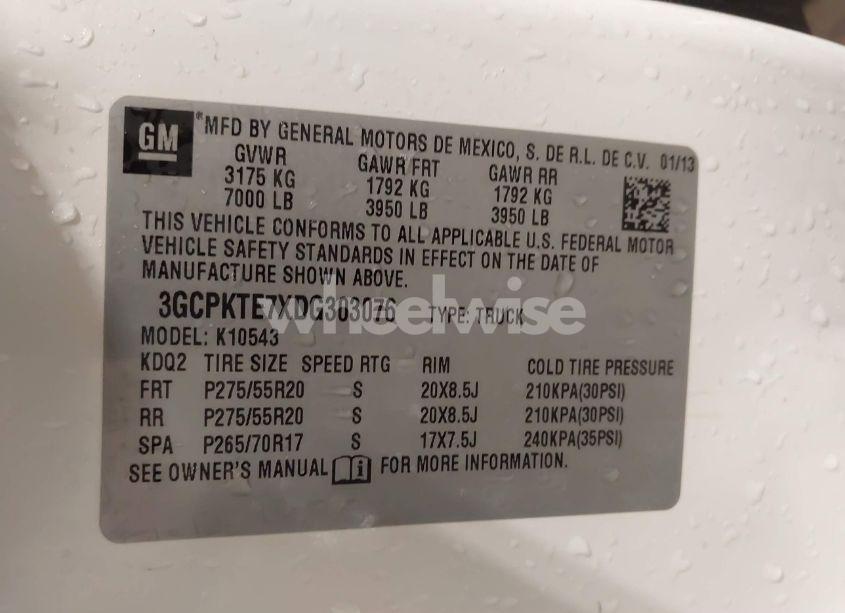 GM
*MFD BY GENERAL MOTORS DE MEXICO, S. DE R.L. DE C.V. 01/13
GVWR GAWR FRT GAWR RR
3175 KG 1792 KG 1792 KG
7000 LB 3950 LB 3950 LB
THIS VEHICLE CONFORMS TO ALL APPLICABLE U.S. FEDERAL MOTOR
VEHICLE SAFETY STANDARDS IN EFFECT ON THE DATE OF
MANUFACTURE SHOWN ABOVE.
3GCPKTE7XDG303076 TYPE: TRUCK
wheelwise
MODEL: K10543
KDQ2 TIRE SIZE SPEED RTG RIM COLD TIRE PRESSURE
FRT P275/55R20 S 20X8.5J 210KPA(30PSI)
RR P275/55R20 S 20X8.5J 210KPA(30PSI)
SPA P265/70R17 S 17X7.5J 240KPA(35PSI)
SEE OWNER'S MANUAL i FOR MORE INFORMATION.